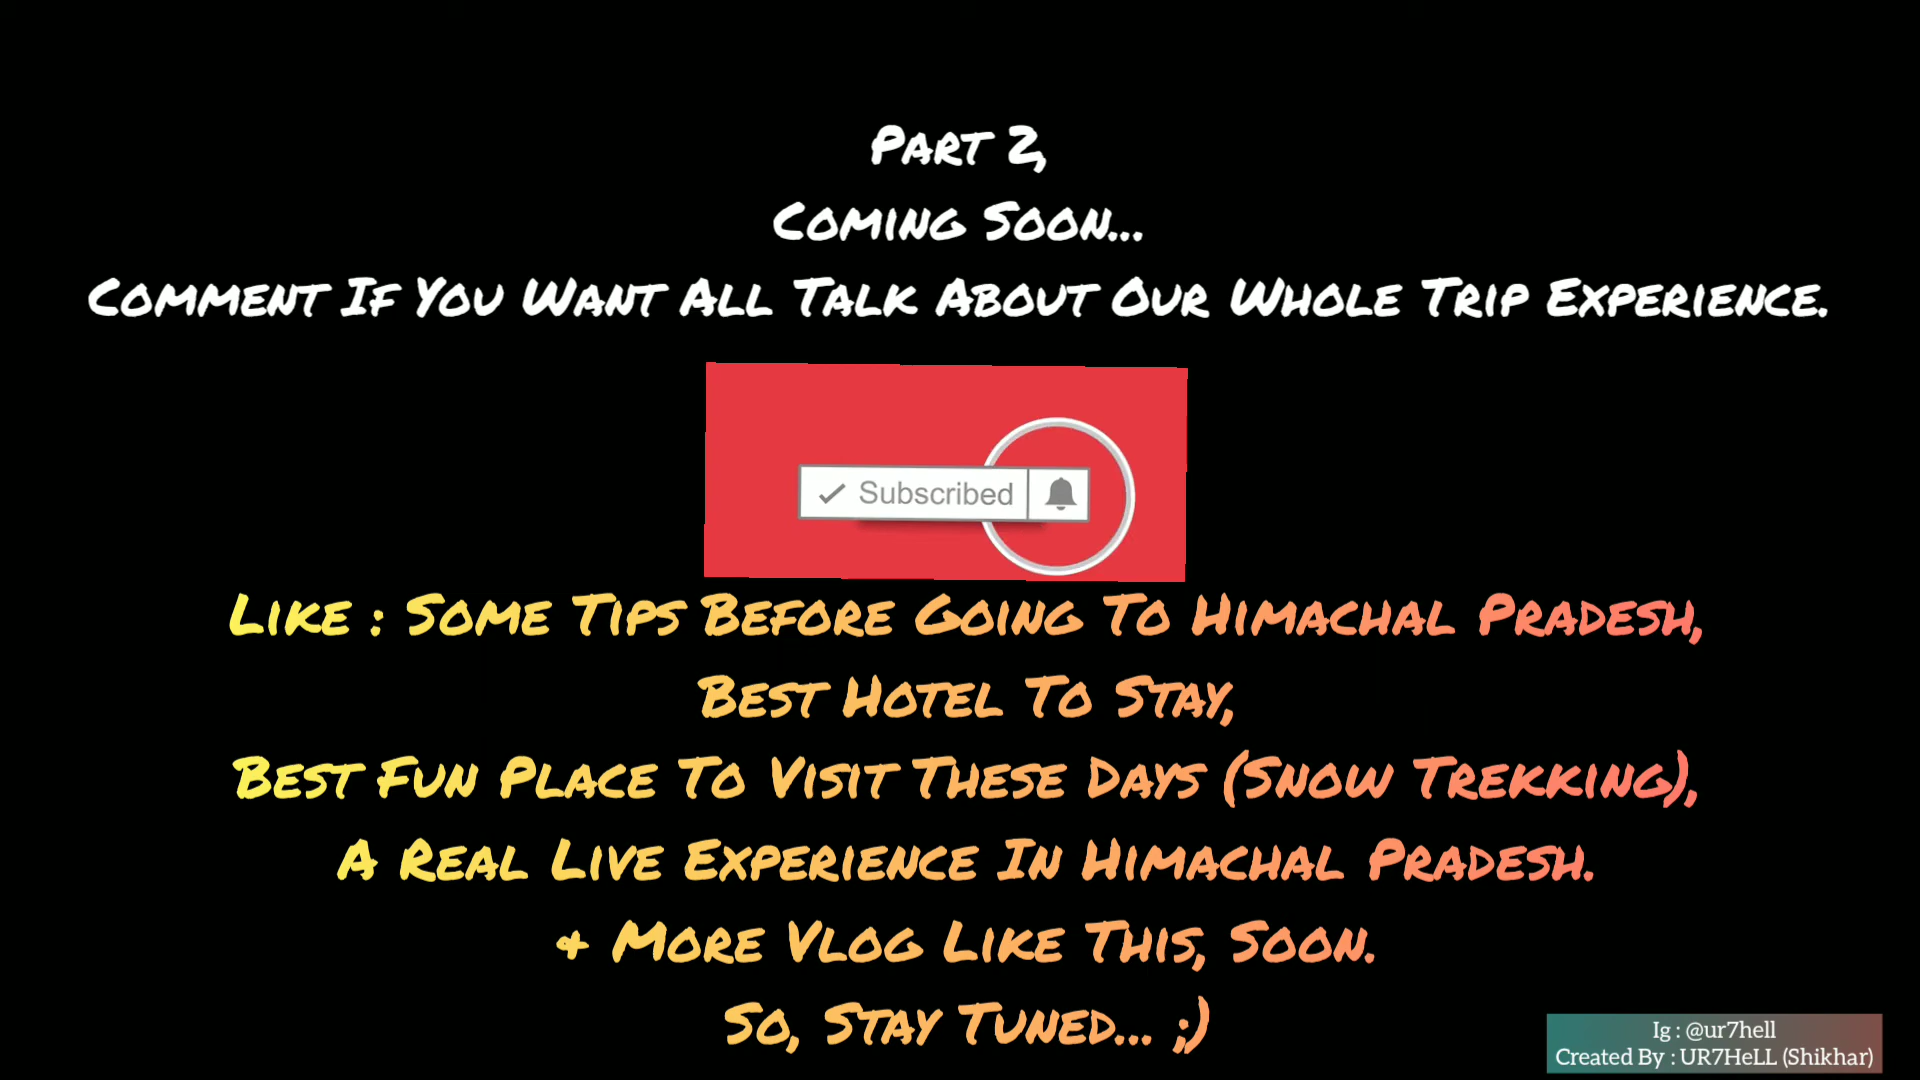 Part 2,
Coming Soon...
Comment If You Want All Talk About Our Whole Trip Experience.
Subscribed
Like : Some Tips Before Going To Himachal Pradesh,
Best Hotel To Stay,
Best Fun Place To Visit These Days (Snow Trekking),
A Real Live Experience In Himachal Pradesh.
& More Vlog Like This, Soon.
So, Stay Tuned... ;)
Ig : @ur7hell
Created By : UR7HeLL (Shikhar)